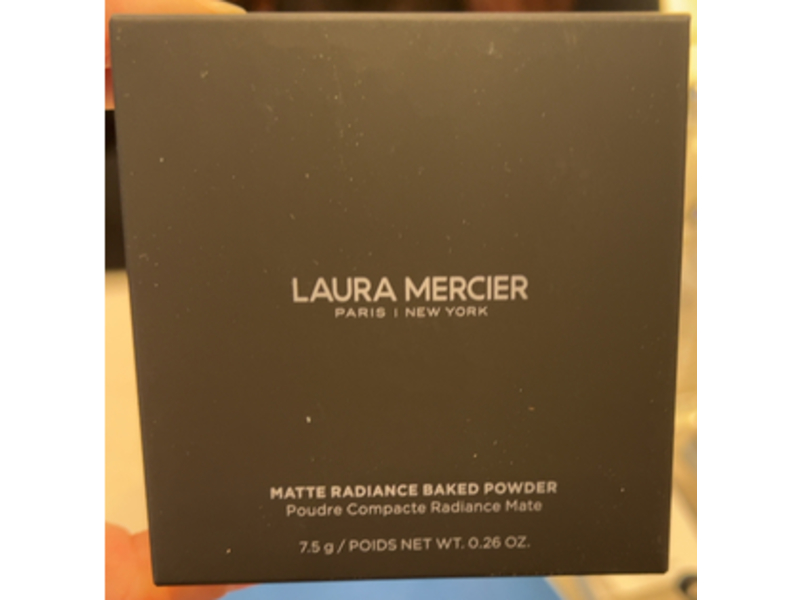 LAURA MERCIER
PARIS | NEW YORK
MATTE RADIANCE BAKED POWDER
Poudre Compacte Radiance Mate
7.5 g / POIDS NET WT. 0.26 OZ.